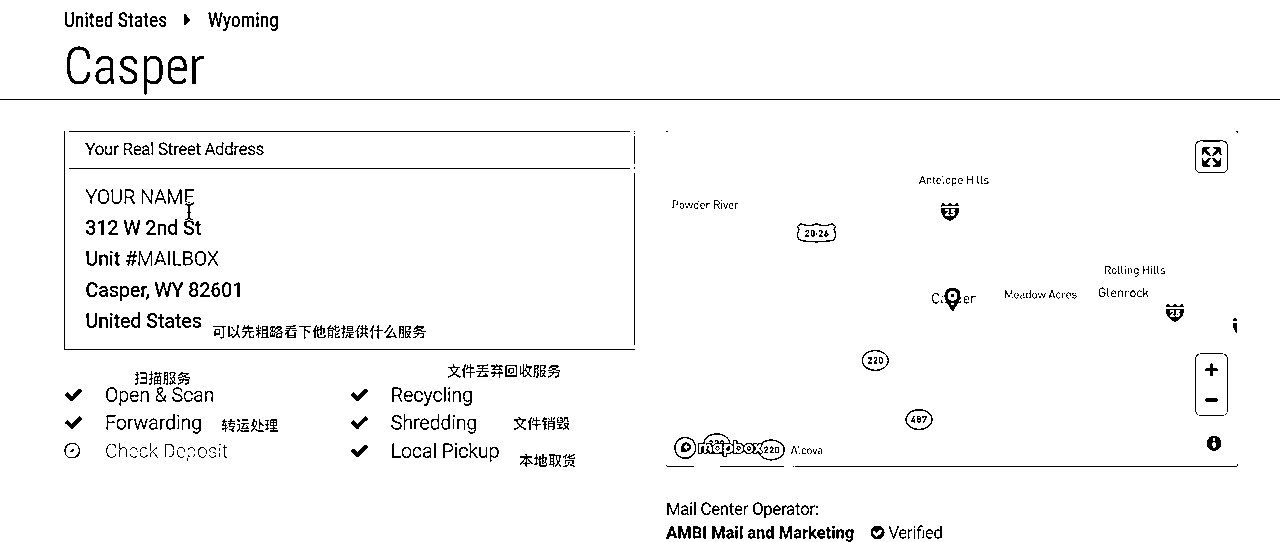 United States ▶ Wyoming
Casper
Your Real Street Address
YOUR NAME
312 W 2nd St
Unit #MAILBOX
Casper, WY 82601
United States
可以先粗略看下他能提供什么服务
扫描服务
文件丢弃回收服务
Open & Scan
Recycling
Forwarding
转运处理
Shredding
文件销毁
Check Deposit
Local Pickup
本地取货
Antelope Hills
Powder River
25
20-26
Rolling Hills
Casper
Meadow Acres
Glenrock
25
220
487
mapbox
220
Alcova
Mail Center Operator:
AMBI Mail and Marketing
Verified